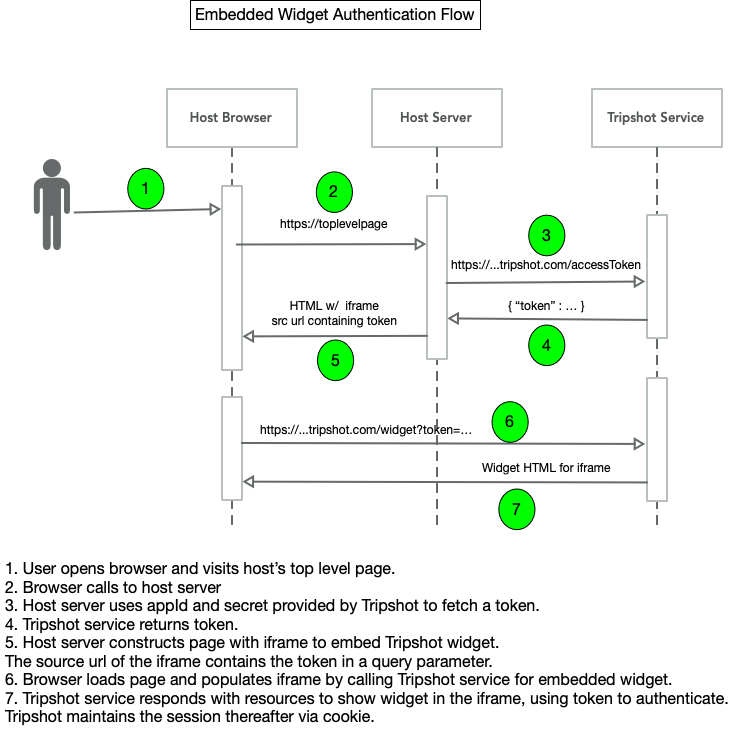 Embedded Widget Authentication Flow
Host Browser
Host Server
Tripshot Service
1
2
https://toplevelpage
3
https://...tripshot.com/accessToken
HTML w/ iframe
src url containing token
{ “token” : ... }
4
5
https://...tripshot.com/widget?token=...
6
Widget HTML for iframe
7
1. User opens browser and visits host’s top level page.
2. Browser calls to host server
3. Host server uses appId and secret provided by Tripshot to fetch a token.
4. Tripshot service returns token.
5. Host server constructs page with iframe to embed Tripshot widget.
The source url of the iframe contains the token in a query parameter.
6. Browser loads page and populates iframe by calling Tripshot service for embedded widget.
7. Tripshot service responds with resources to show widget in the iframe, using token to authenticate.
Tripshot maintains the session thereafter via cookie.